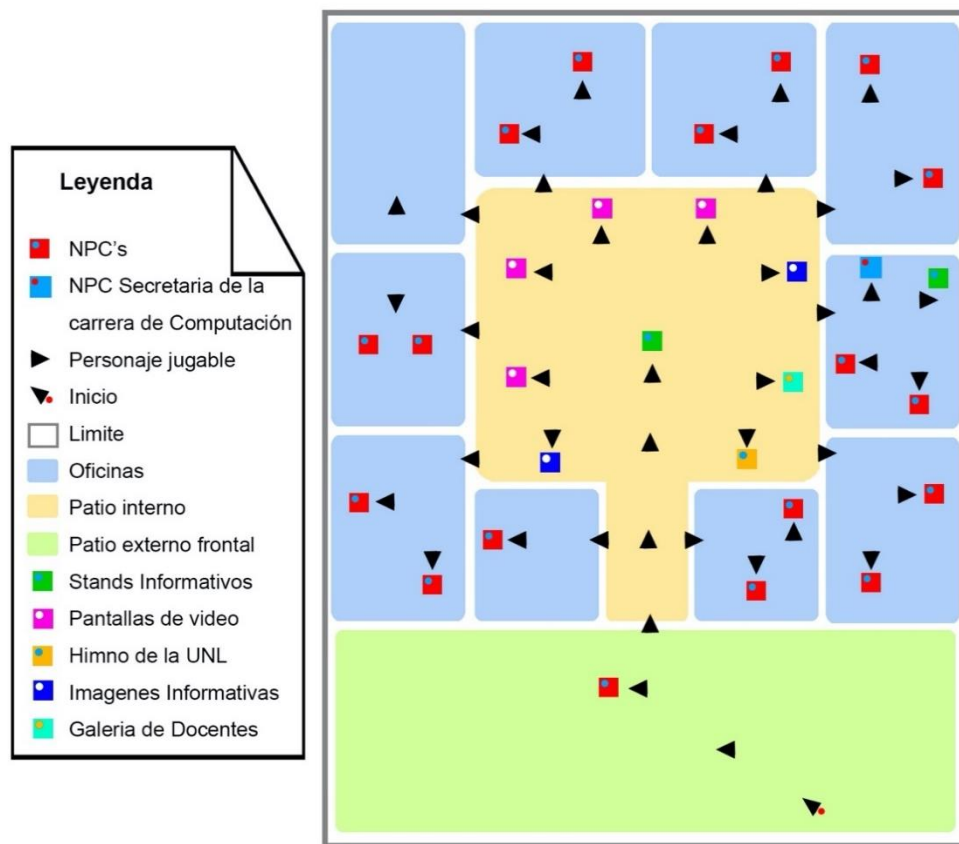 Leyenda
NPC's
NPC Secretaria de la
carrera de Computación
Personaje jugable
Inicio
Limite
Oficinas
Patio interno
Patio externo frontal
Stands Informativos
Pantallas de video
Himno de la UNL
Imagenes Informativas
Galeria de Docentes